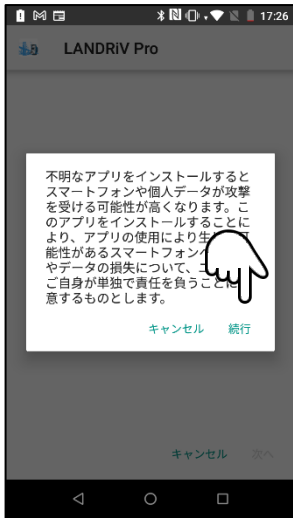 17:26
LANDRiV Pro
不明なアプリをインストールすると
スマートフォンや個人データが攻撃
を受ける可能性が高くなります。こ
のアプリをインストールすることに
より、アプリの使用により生
能性があるスマートフォンへ
やデータの損失について、ユ
ご自身が単独で責任を負うことに
意するものとします。
キャンセル 続行
キャンセル 次へ